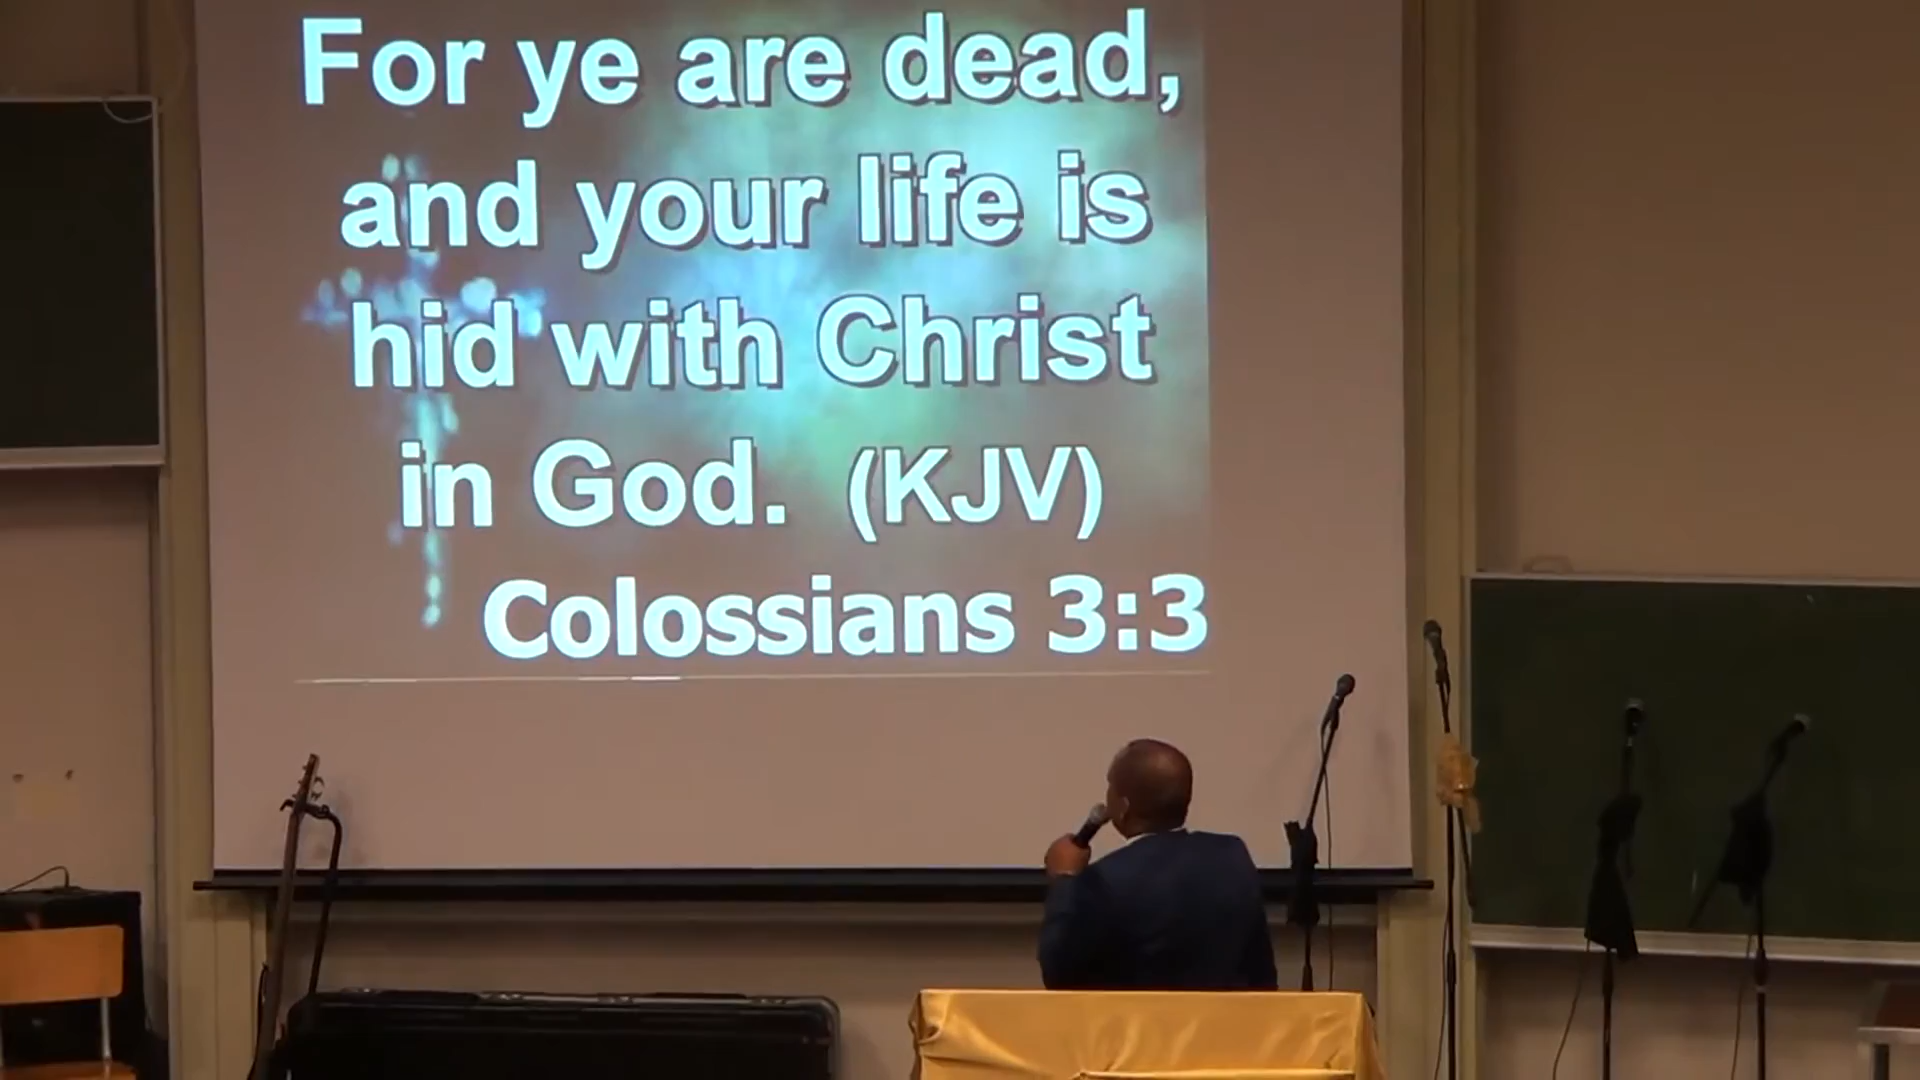 For ye are dead,
and your life is
hid with Christ
in God. (KJV)
Colossians 3:3